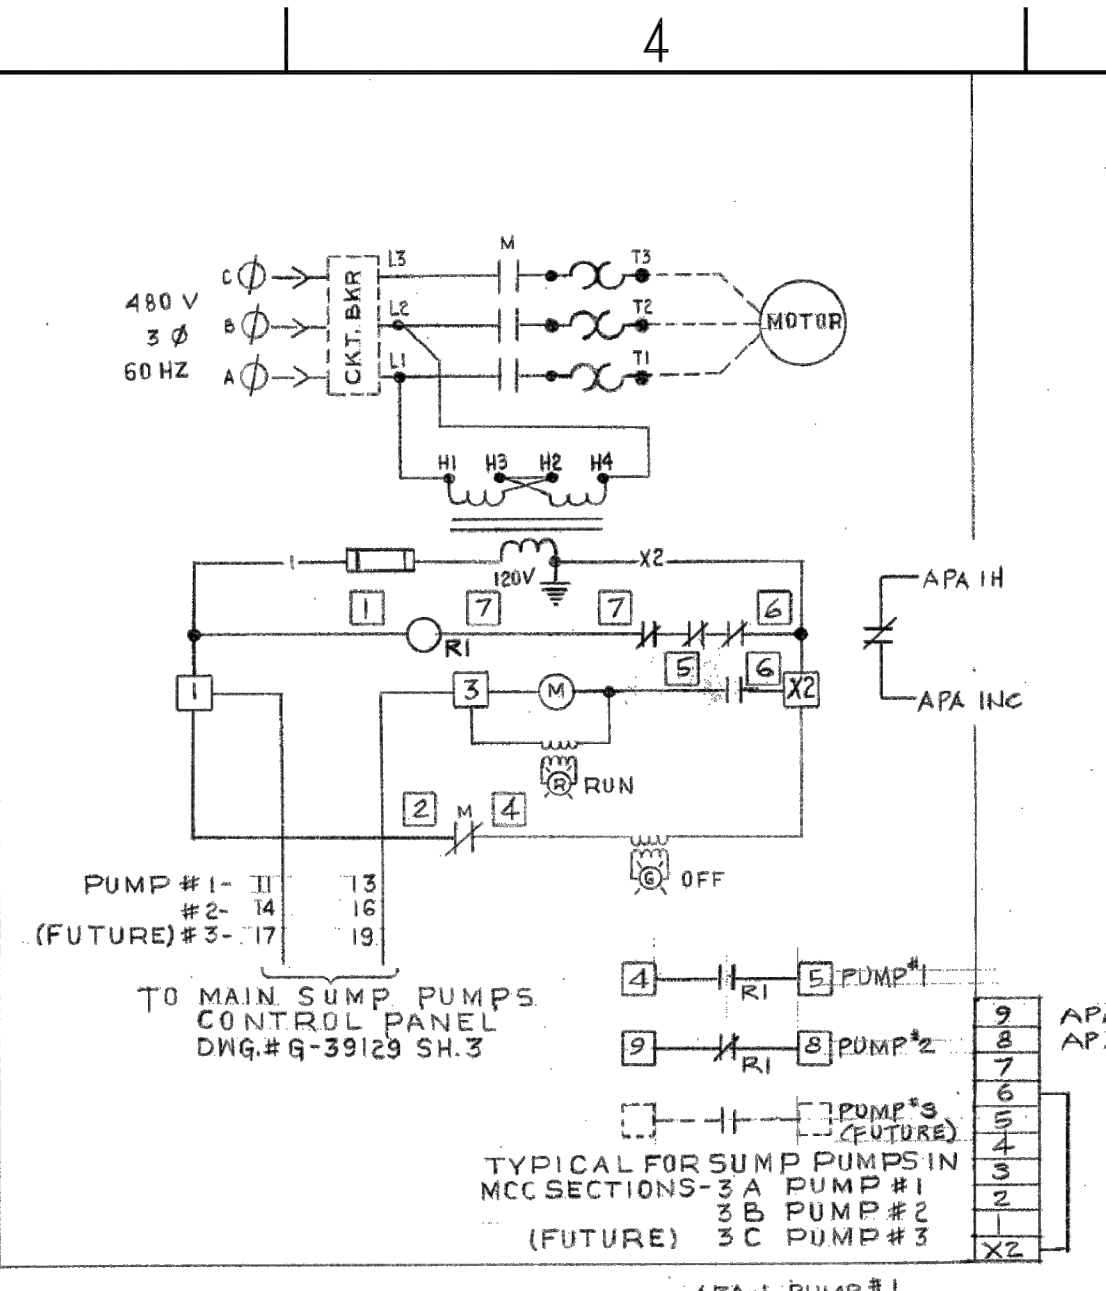 4
M
C
L3
T3
480 V
B
L2
T2
3 Ø
CKT. BKR
MOTOR
60 HZ
A
L1
T1
H1 H3 H2 H4
1
X2
120V
APA 1H
1
7
7
6
R1
5
6
1
3
M
X2
APA 1NC
R
RUN
2
M
4
G
OFF
PUMP #1- 11 13
#2- 14 16
(FUTURE) #3- 17 19
TO MAIN SUMP PUMPS
CONTROL PANEL
DWG.# G-39129 SH.3
4
R1
5
PUMP #1
9
R1
8
PUMP #2
PUMP #3
(FUTURE)
TYPICAL FOR SUMP PUMPS IN
MCC SECTIONS-3A PUMP #1
3B PUMP #2
(FUTURE) 3C PUMP #3
9
8
7
6
5
4
3
2
1
X2
PUMP #1